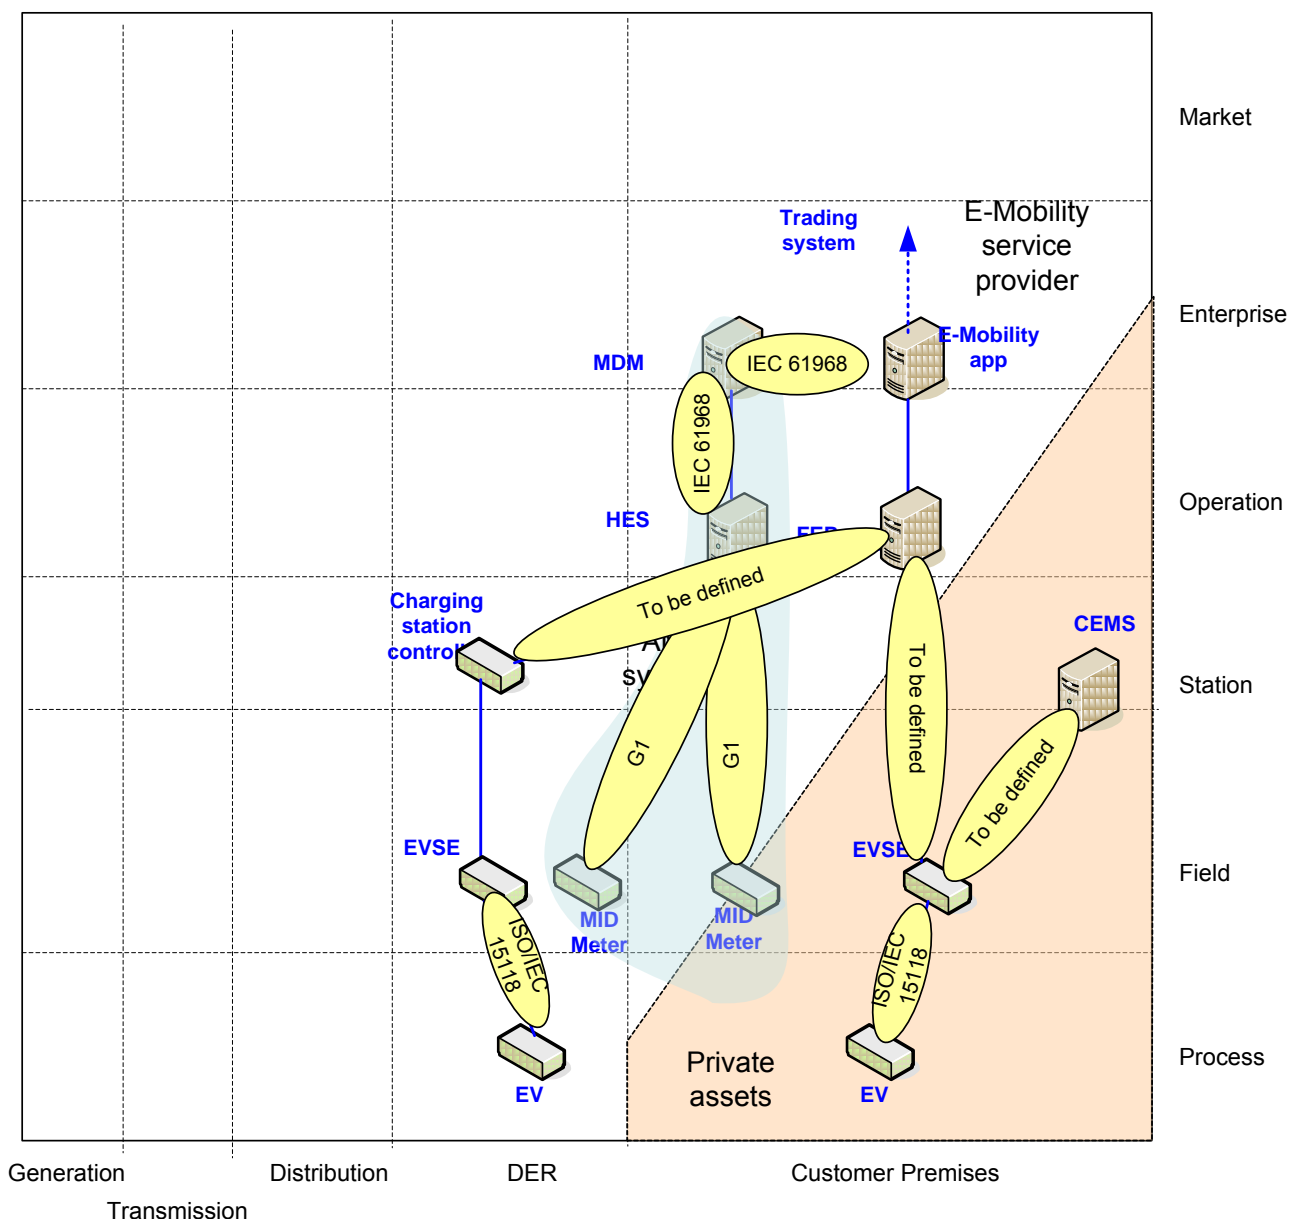 Market
Trading
system
E-Mobility
service
provider
Enterprise
E-Mobility
app
MDM
IEC 61968
IEC 61968
Operation
HES
To be defined
Charging
station
CEMS
To be defined
Station
G1
G1
To be defined
EVSE
EVSE
Field
MID
Meter
MID
Meter
ISO/IEC
15118
ISO/IEC
15118
Private
assets
Process
EV
EV
Generation
Distribution
DER
Customer Premises
Transmission